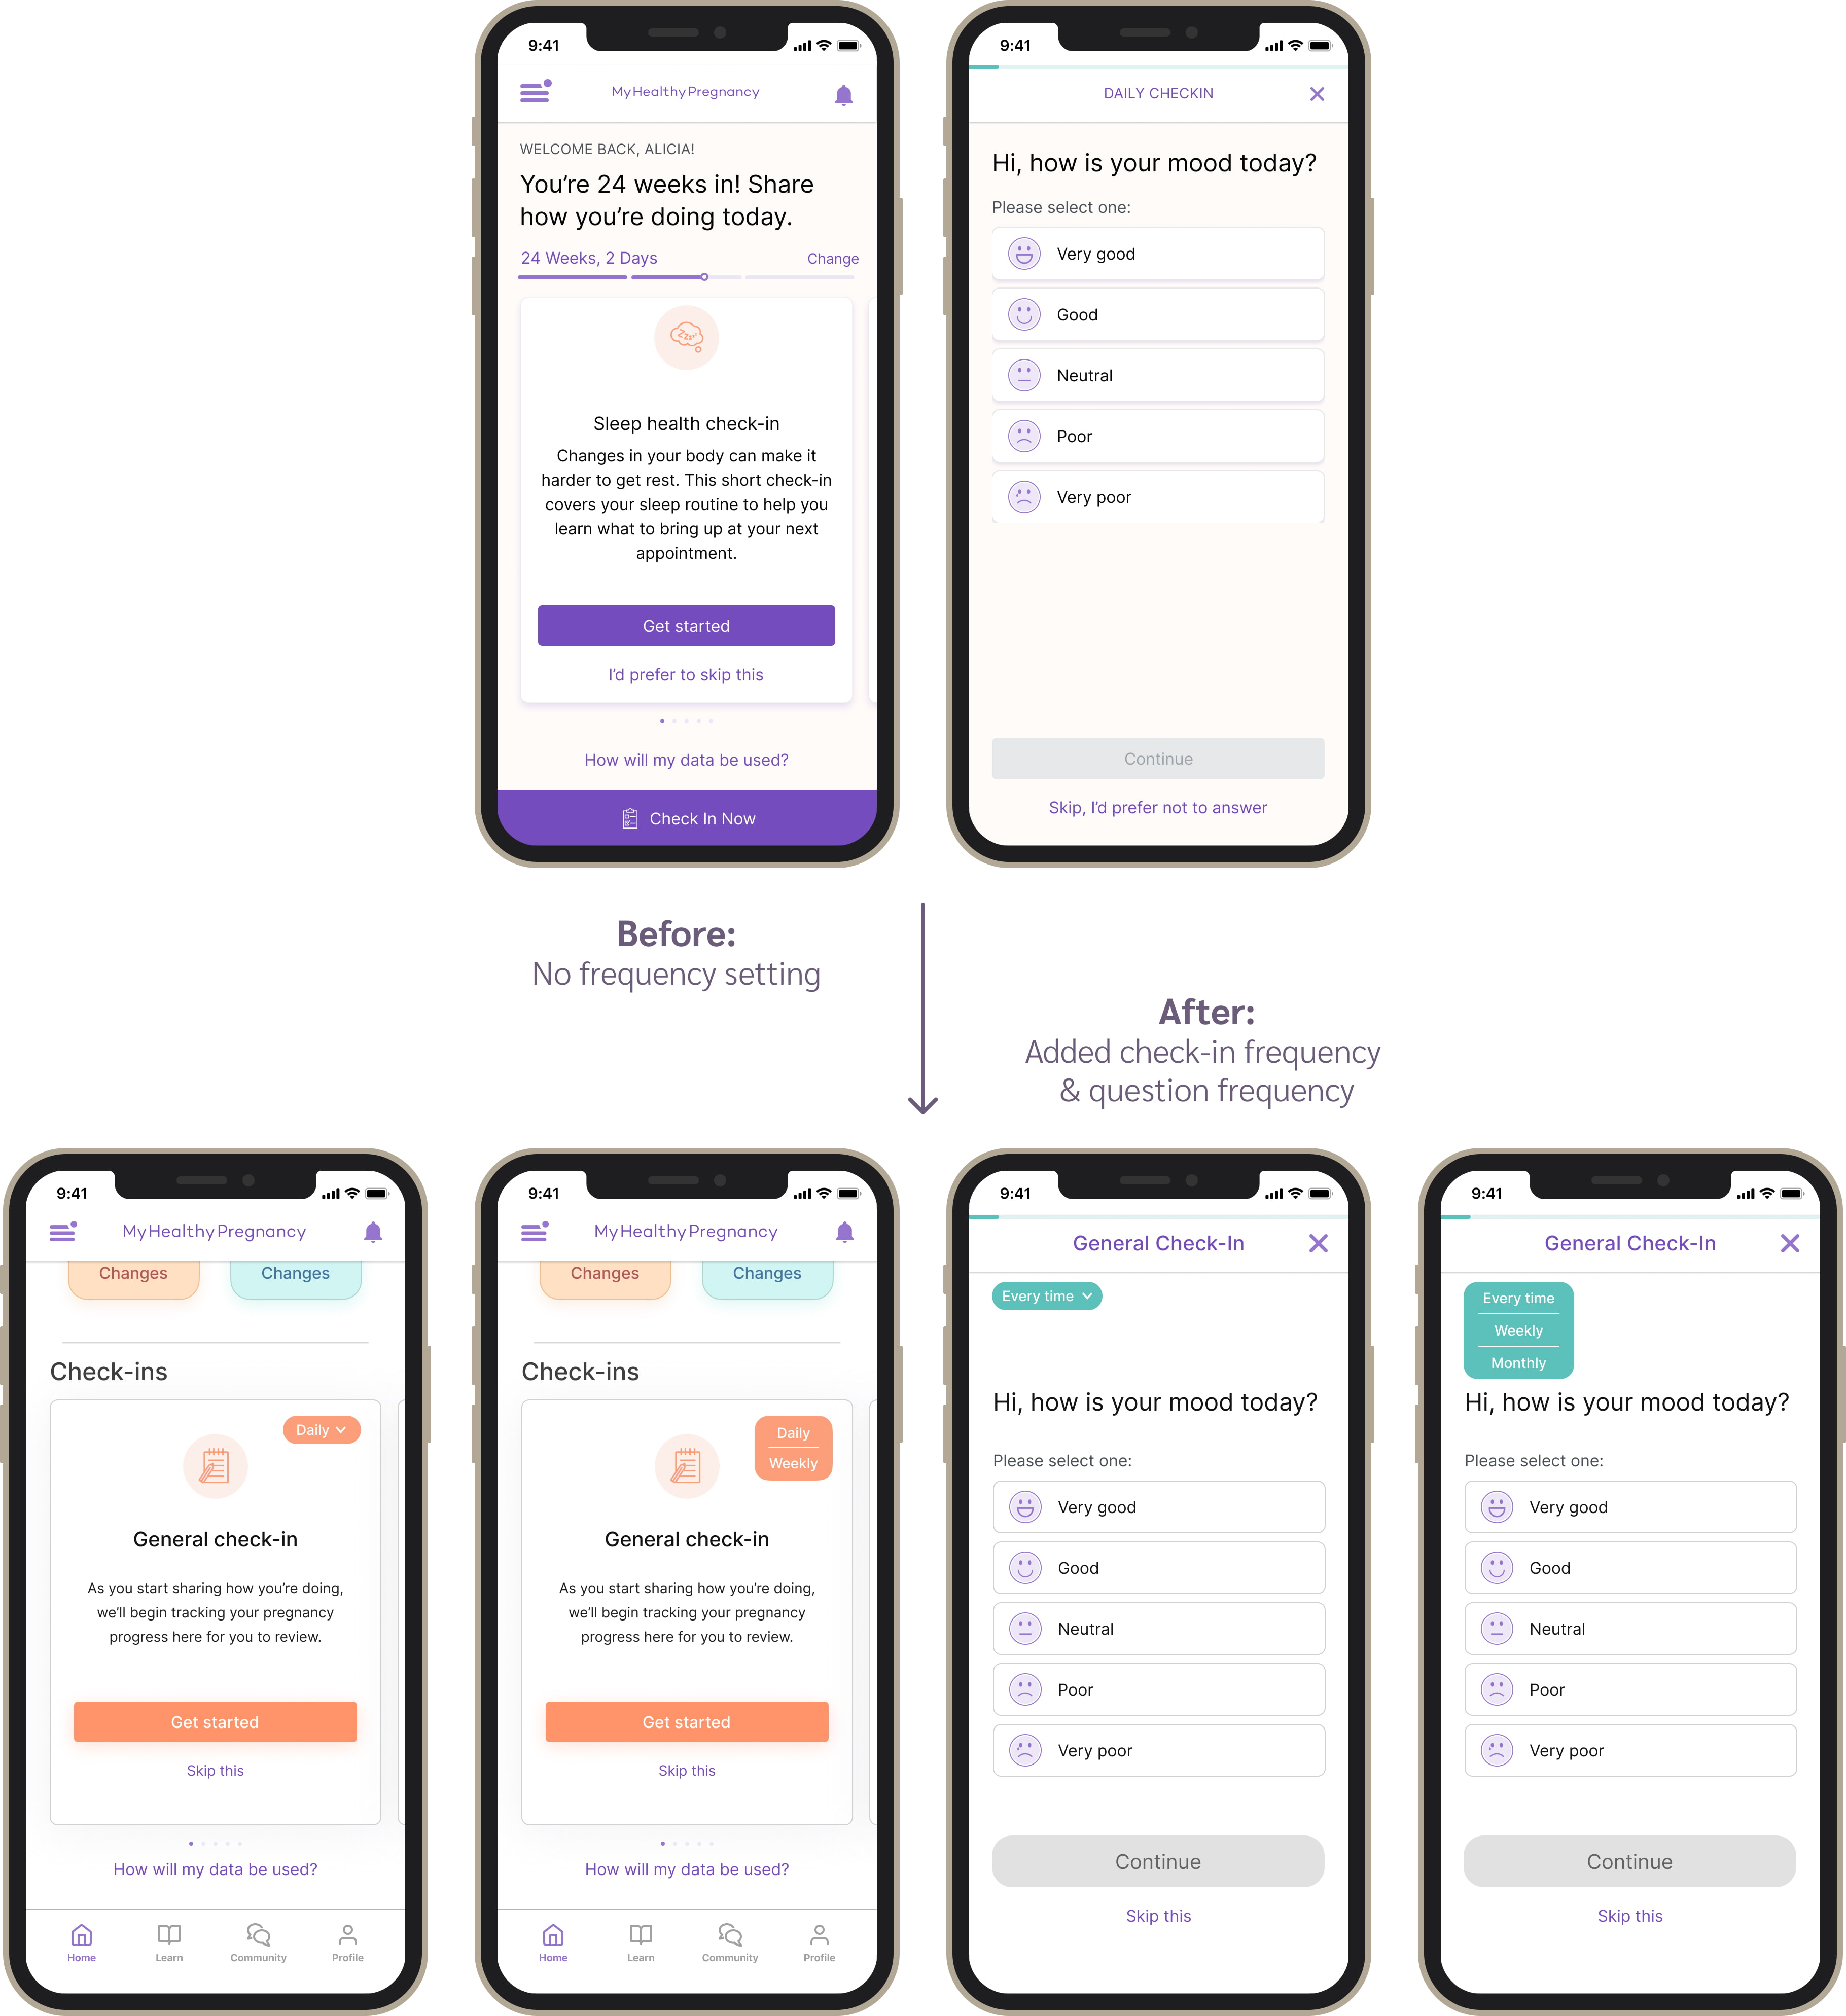 9:41
MyHealthyPregnancy
WELCOME BACK, ALICIA!
You’re 24 weeks in! Share
how you’re doing today.
24 Weeks, 2 Days
Change
Zzzz
Sleep health check-in
Changes in your body can make it
harder to get rest. This short check-in
covers your sleep routine to help you
learn what to bring up at your next
appointment.
Get started
I’d prefer to skip this
How will my data be used?
Check In Now
9:41
DAILY CHECKIN
Hi, how is your mood today?
Please select one:
Very good
Good
Neutral
Poor
Very poor
Continue
Skip, I’d prefer not to answer
Before:
No frequency setting
After:
Added check-in frequency
& question frequency
9:41
MyHealthyPregnancy
Changes
Changes
Check-ins
Daily
General check-in
As you start sharing how you’re doing,
we’ll begin tracking your pregnancy
progress here for you to review.
Get started
Skip this
How will my data be used?
Home
Learn
Community
Profile
9:41
MyHealthyPregnancy
Changes
Changes
Check-ins
Daily
Weekly
General check-in
As you start sharing how you’re doing,
we’ll begin tracking your pregnancy
progress here for you to review.
Get started
Skip this
How will my data be used?
Home
Learn
Community
Profile
9:41
General Check-In
Every time
Hi, how is your mood today?
Please select one:
Very good
Good
Neutral
Poor
Very poor
Continue
Skip this
9:41
General Check-In
Every time
Weekly
Monthly
Hi, how is your mood today?
Please select one:
Very good
Good
Neutral
Poor
Very poor
Continue
Skip this